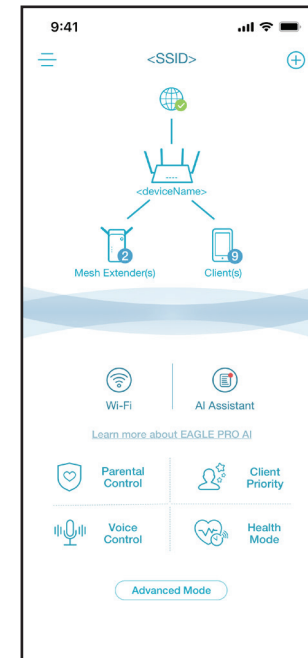 9:41
<SSID>
<deviceName>
2
9
Mesh Extender(s)
Client(s)
Wi-Fi
AI Assistant
Learn more about EAGLE PRO AI
Parental
Control
Client
Priority
Voice
Control
Health
Mode
Advanced Mode